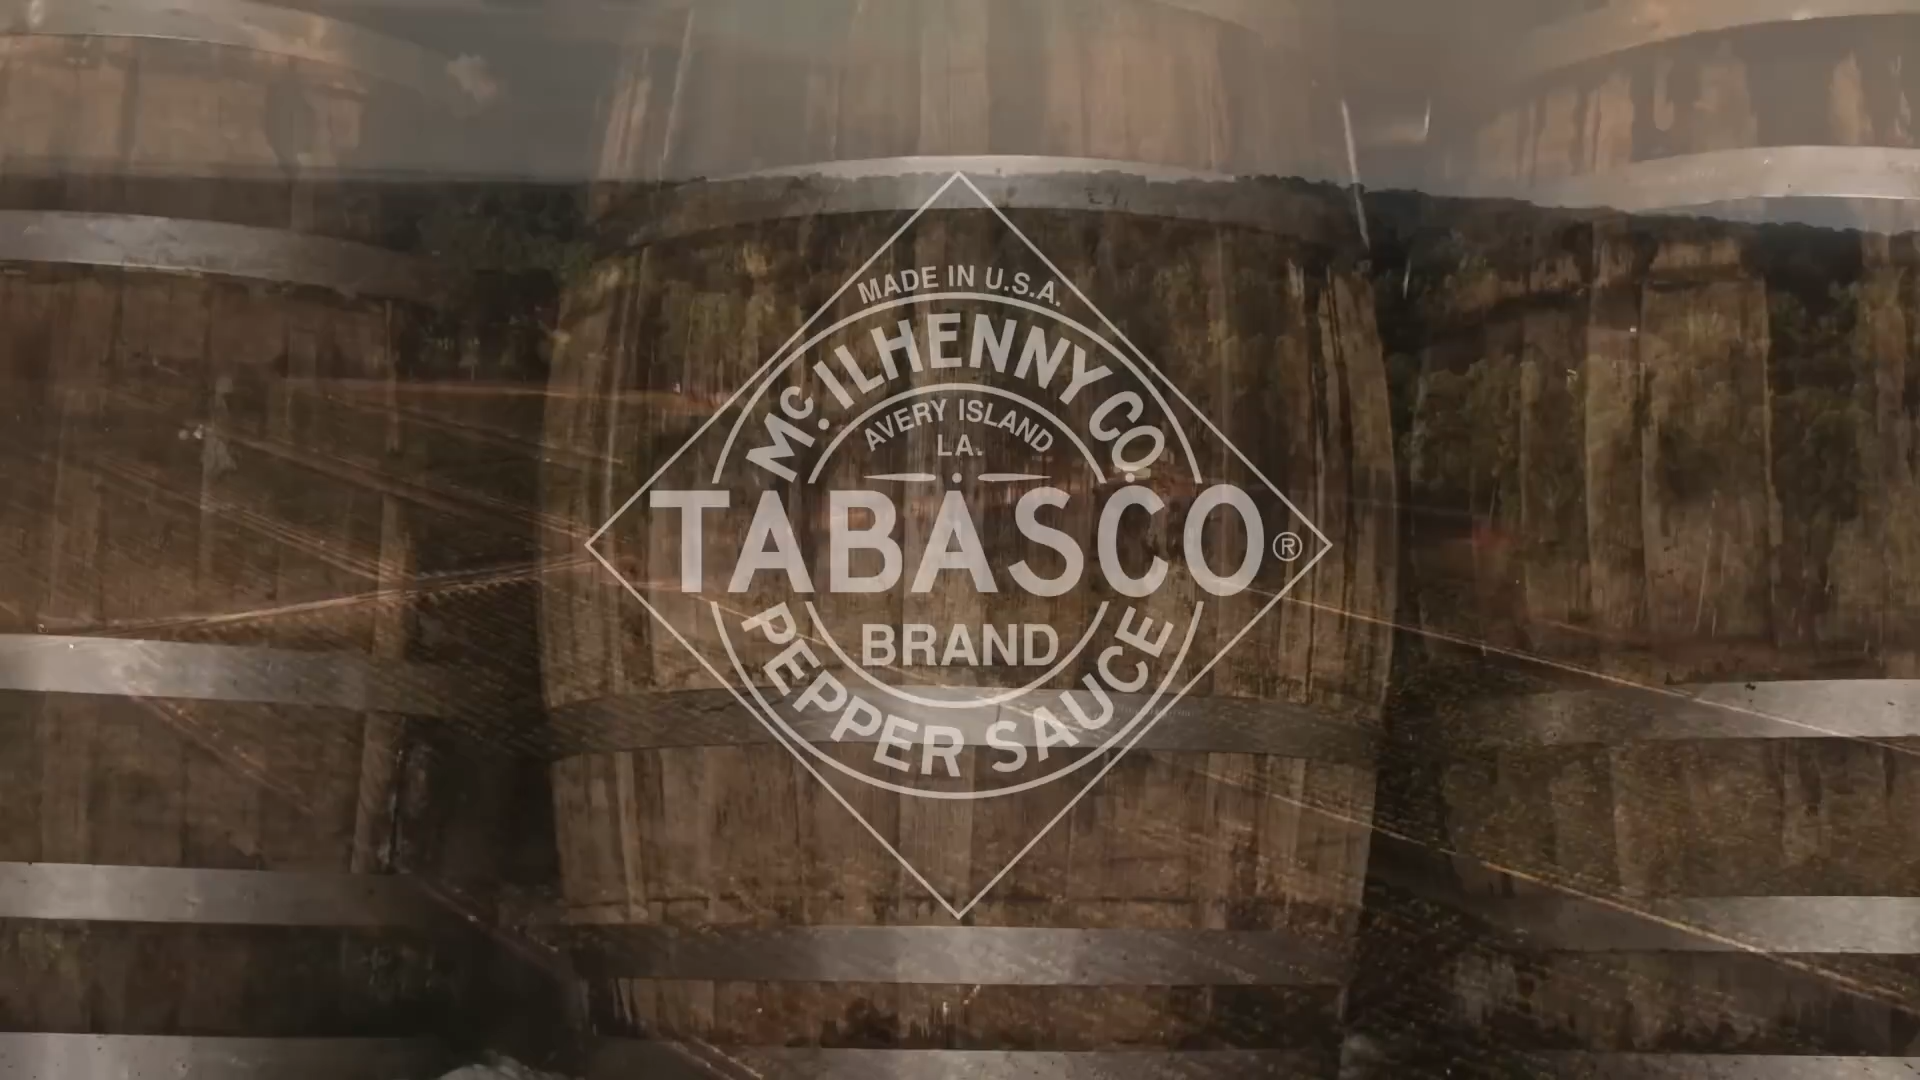 MADE IN U.S.A.
McILHENNY CO.
AVERY ISLAND
LA.
TABASCO®
BRAND
PEPPER SAUCE